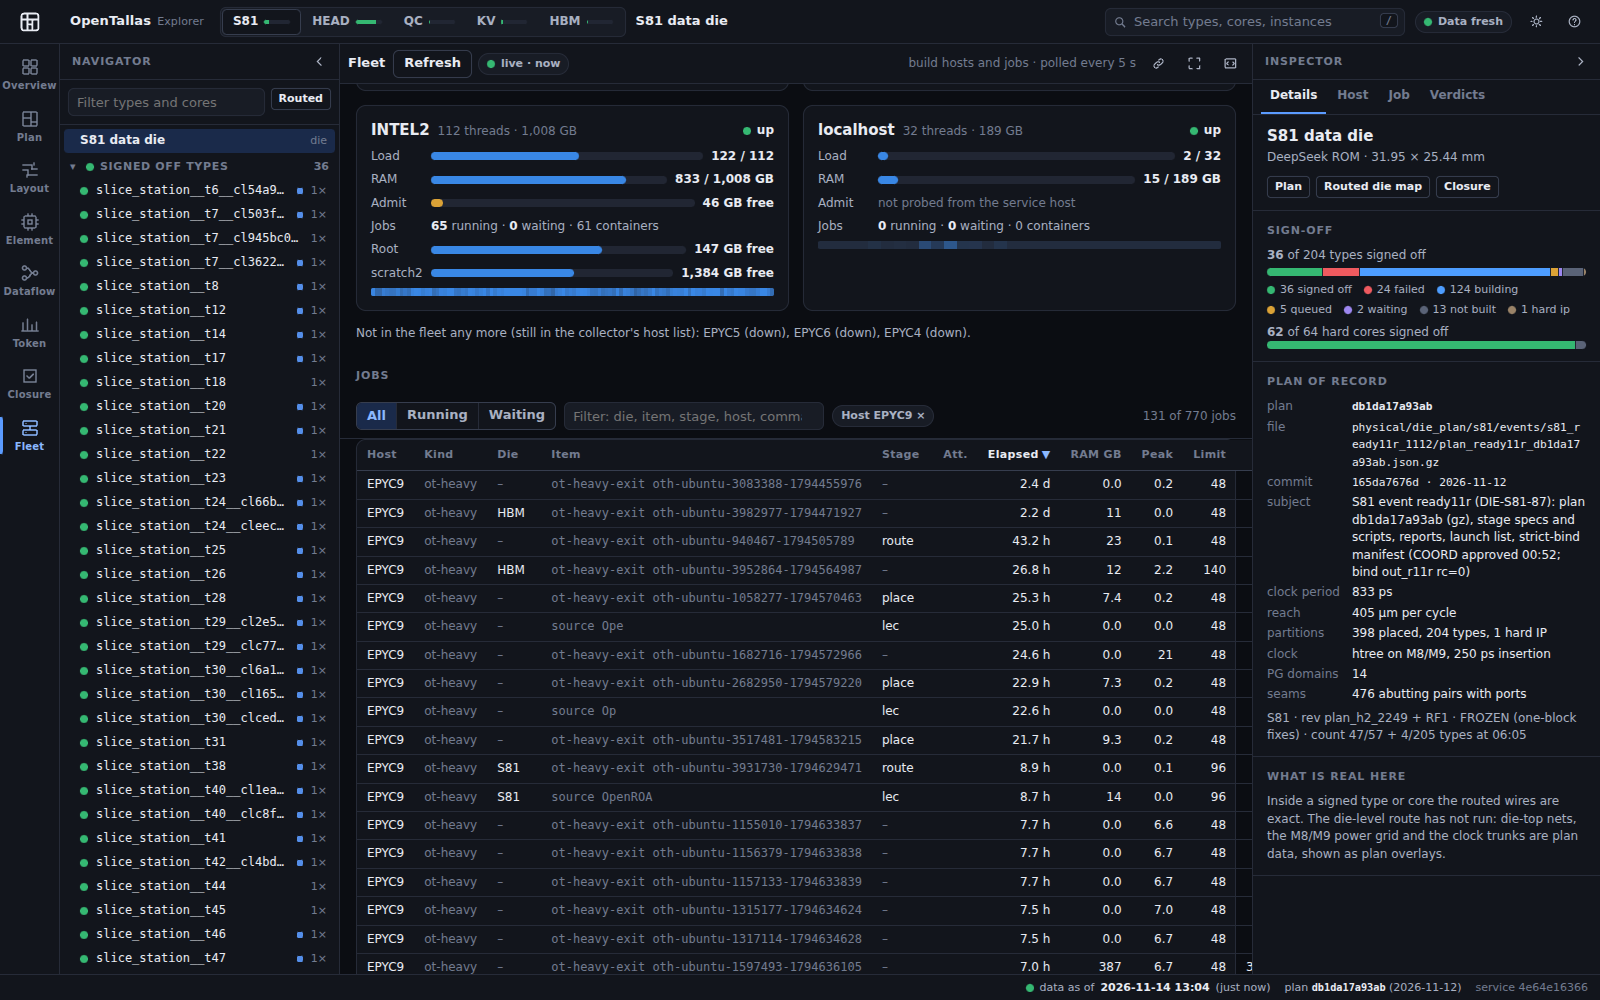 OpenTallas Explorer
S81 HEAD QC KV HBM
S81 data die
Search types, cores, instances /
Data fresh
Overview
Plan
Layout
Element
Dataflow
Token
Closure
Fleet
NAVIGATOR
Filter types and cores
Routed
S81 data die die
▾ SIGNED OFF TYPES 36
slice_station__t6__cl54a9… 1×
slice_station__t7__cl503f… 1×
slice_station__t7__cl945bc0… 1×
slice_station__t7__cl3622… 1×
slice_station__t8 1×
slice_station__t12 1×
slice_station__t14 1×
slice_station__t17 1×
slice_station__t18 1×
slice_station__t20 1×
slice_station__t21 1×
slice_station__t22 1×
slice_station__t23 1×
slice_station__t24__cl66b… 1×
slice_station__t24__cleec… 1×
slice_station__t25 1×
slice_station__t26 1×
slice_station__t28 1×
slice_station__t29__cl2e5… 1×
slice_station__t29__clc77… 1×
slice_station__t30__cl6a1… 1×
slice_station__t30__cl165… 1×
slice_station__t30__clced… 1×
slice_station__t31 1×
slice_station__t38 1×
slice_station__t40__cl1ea… 1×
slice_station__t40__clc8f… 1×
slice_station__t41 1×
slice_station__t42__cl4bd… 1×
slice_station__t44 1×
slice_station__t45 1×
slice_station__t46 1×
slice_station__t47 1×
Fleet Refresh live · now
build hosts and jobs · polled every 5 s
INTEL2 112 threads · 1,008 GB up
Load 122 / 112
RAM 833 / 1,008 GB
Admit 46 GB free
Jobs 65 running · 0 waiting · 61 containers
Root 147 GB free
scratch2 1,384 GB free
localhost 32 threads · 189 GB up
Load 2 / 32
RAM 15 / 189 GB
Admit not probed from the service host
Jobs 0 running · 0 waiting · 0 containers
Not in the fleet any more (still in the collector's host list): EPYC5 (down), EPYC6 (down), EPYC4 (down).
JOBS
All Running Waiting
Filter: die, item, stage, host, comm
Host EPYC9 ×
131 of 770 jobs
Host Kind Die Item Stage Att. Elapsed ▼ RAM GB Peak Limit
EPYC9 ot-heavy – ot-heavy-exit oth-ubuntu-3083388-1794455976 – 2.4 d 0.0 0.2 48
EPYC9 ot-heavy HBM ot-heavy-exit oth-ubuntu-3982977-1794471927 – 2.2 d 11 0.0 48
EPYC9 ot-heavy – ot-heavy-exit oth-ubuntu-940467-1794505789 route 43.2 h 23 0.1 48
EPYC9 ot-heavy HBM ot-heavy-exit oth-ubuntu-3952864-1794564987 – 26.8 h 12 2.2 140
EPYC9 ot-heavy – ot-heavy-exit oth-ubuntu-1058277-1794570463 place 25.3 h 7.4 0.2 48
EPYC9 ot-heavy – source Ope lec 25.0 h 0.0 0.0 48
EPYC9 ot-heavy – ot-heavy-exit oth-ubuntu-1682716-1794572966 – 24.6 h 0.0 21 48
EPYC9 ot-heavy – ot-heavy-exit oth-ubuntu-2682950-1794579220 place 22.9 h 7.3 0.2 48
EPYC9 ot-heavy – source Op lec 22.6 h 0.0 0.0 48
EPYC9 ot-heavy – ot-heavy-exit oth-ubuntu-3517481-1794583215 place 21.7 h 9.3 0.2 48
EPYC9 ot-heavy S81 ot-heavy-exit oth-ubuntu-3931730-1794629471 route 8.9 h 0.0 0.1 96
EPYC9 ot-heavy S81 source OpenROA lec 8.7 h 14 0.0 96
EPYC9 ot-heavy – ot-heavy-exit oth-ubuntu-1155010-1794633837 – 7.7 h 0.0 6.6 48
EPYC9 ot-heavy – ot-heavy-exit oth-ubuntu-1156379-1794633838 – 7.7 h 0.0 6.7 48
EPYC9 ot-heavy – ot-heavy-exit oth-ubuntu-1157133-1794633839 – 7.7 h 0.0 6.7 48
EPYC9 ot-heavy – ot-heavy-exit oth-ubuntu-1315177-1794634624 – 7.5 h 0.0 7.0 48
EPYC9 ot-heavy – ot-heavy-exit oth-ubuntu-1317114-1794634628 – 7.5 h 0.0 6.7 48
EPYC9 ot-heavy – ot-heavy-exit oth-ubuntu-1597493-1794636105 – 7.0 h 387 6.7 48 3
INSPECTOR
Details Host Job Verdicts
S81 data die
DeepSeek ROM · 31.95 × 25.44 mm
Plan Routed die map Closure
SIGN-OFF
36 of 204 types signed off
36 signed off 24 failed 124 building
5 queued 2 waiting 13 not built 1 hard ip
62 of 64 hard cores signed off
PLAN OF RECORD
plan db1da17a93ab
file physical/die_plan/s81/events/s81_r
eady11r_1112/plan_ready11r_db1da17
a93ab.json.gz
commit 165da7676d · 2026-11-12
subject S81 event ready11r (DIE-S81-87): plan
db1da17a93ab (gz), stage specs and
scripts, reports, launch list, strict-bind
manifest (COORD approved 00:52;
bind out_r11r rc=0)
clock period 833 ps
reach 405 µm per cycle
partitions 398 placed, 204 types, 1 hard IP
clock htree on M8/M9, 250 ps insertion
PG domains 14
seams 476 abutting pairs with ports
S81 · rev plan_h2_2249 + RF1 · FROZEN (one-block
fixes) · count 47/57 + 4/205 types at 06:05
WHAT IS REAL HERE
Inside a signed type or core the routed wires are
exact. The die-level route has not run: die-top nets,
the M8/M9 power grid and the clock trunks are plan
data, shown as plan overlays.
data as of 2026-11-14 13:04 (just now) plan db1da17a93ab (2026-11-12) service 4e64e16366